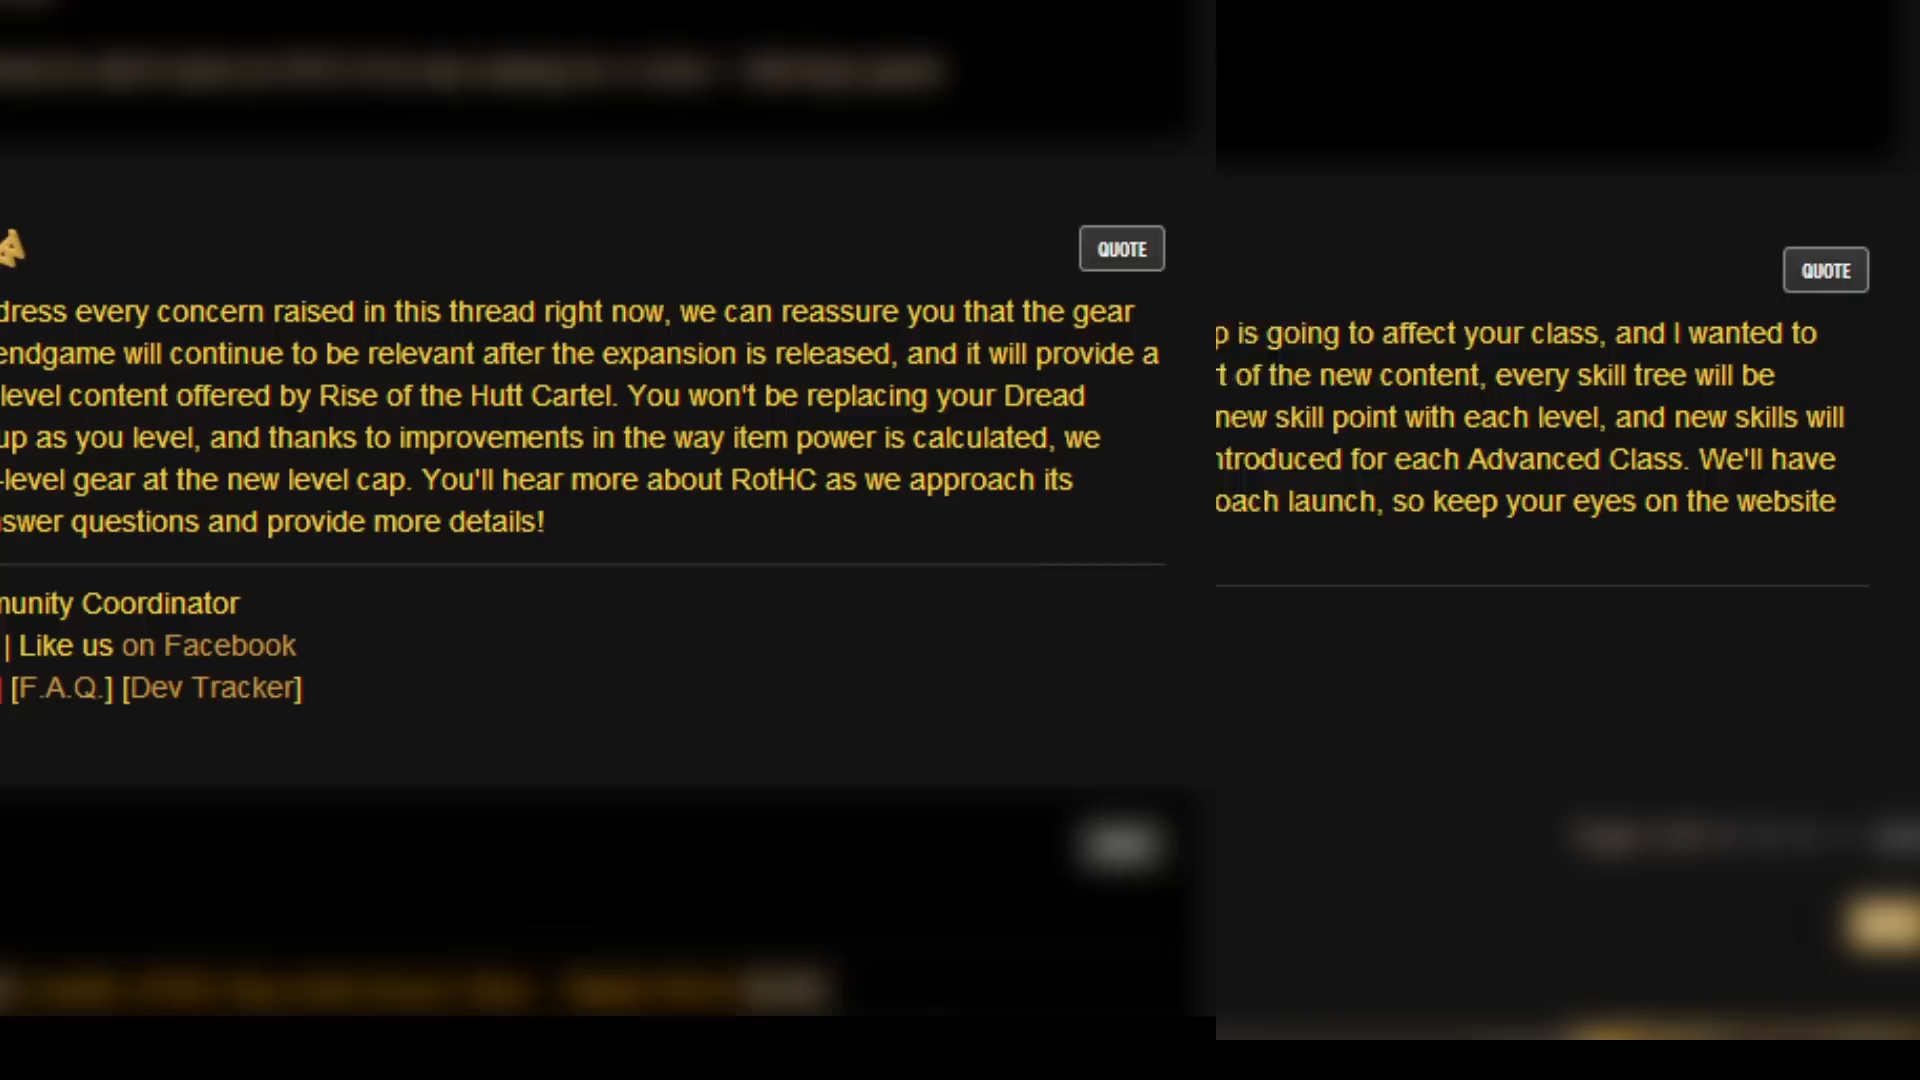 QUOTE
dress every concern raised in this thread right now, we can reassure you that the gear
endgame will continue to be relevant after the expansion is released, and it will provide a
level content offered by Rise of the Hutt Cartel. You won't be replacing your Dread
up as you level, and thanks to improvements in the way item power is calculated, we
-level gear at the new level cap. You'll hear more about RotHC as we approach its
swer questions and provide more details!
munity Coordinator
| Like us on Facebook
[F.A.Q.] [Dev Tracker]
QUOTE
p is going to affect your class, and I wanted to
t of the new content, every skill tree will be
new skill point with each level, and new skills will
ntroduced for each Advanced Class. We'll have
oach launch, so keep your eyes on the website